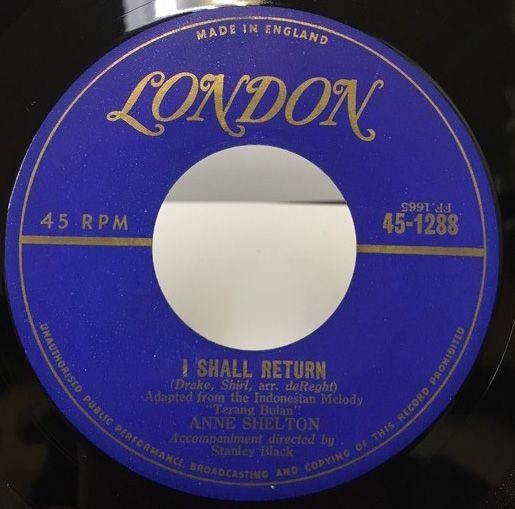 MADE IN ENGLAND
LONDON
45 RPM
FF.1665
45-1288
I SHALL RETURN
(Drake, Shirl, arr. deReght)
Adapted from the Indonesian Melody
"Terang Bulan"
ANNE SHELTON
Accompaniment directed by
Stanley Black
UNAUTHORISED PUBLIC PERFORMANCE, BROADCASTING AND COPYING OF THIS RECORD PROHIBITED